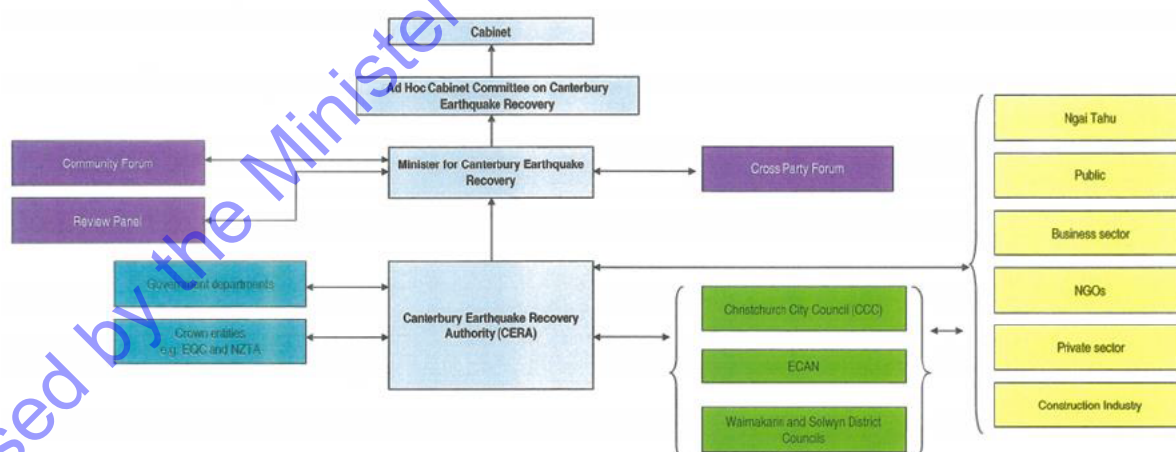 Cabinet
Ad Hoc Cabinet Committee on Canterbury
Earthquake Recovery
Community Forum
Minister for Canterbury Earthquake
Recovery
Cross Party Forum
Review Panel
Government departments
Crown entities
e.g. EQC and NZTA
Canterbury Earthquake Recovery
Authority (CERA)
Christchurch City Council (CCC)
ECAN
Waimakariri and Selwyn District
Councils
Ngai Tahu
Public
Business sector
NGOs
Private sector
Construction Industry
sed by the Minister